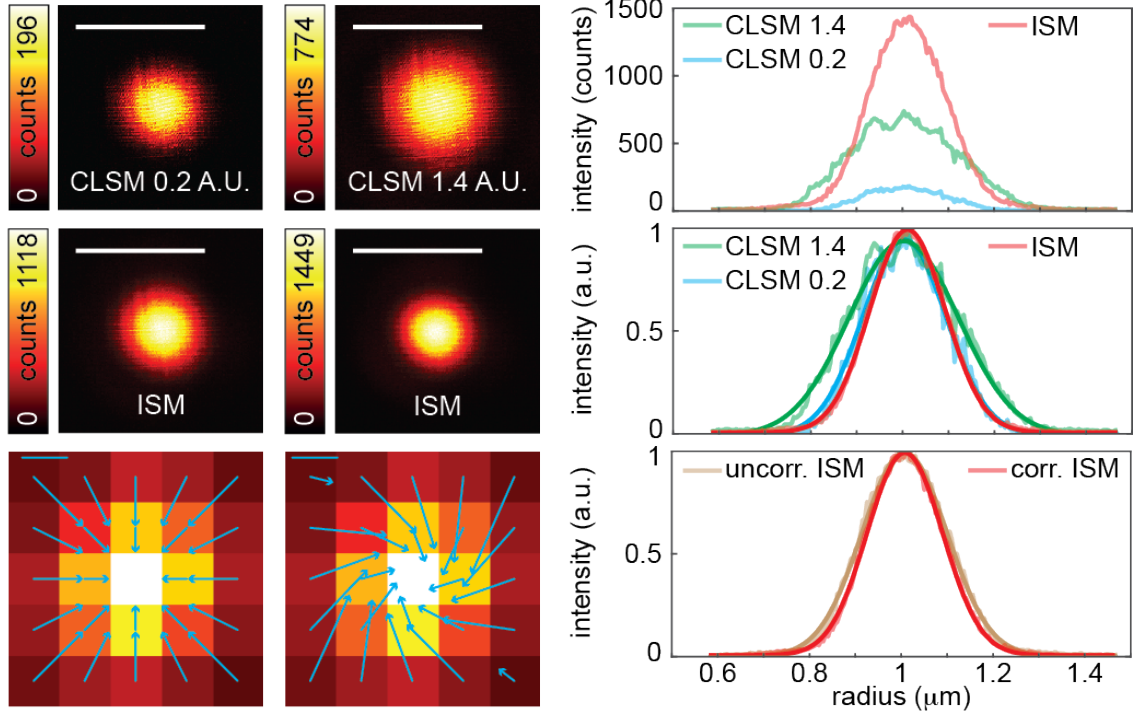 0 counts 196
CLSM 0.2 A.U.
0 counts 774
CLSM 1.4 A.U.
0 counts 1118
ISM
0 counts 1449
ISM
intensity (counts)
1500
1000
500
0
CLSM 1.4
CLSM 0.2
ISM
intensity (a.u.)
1
0.5
0
CLSM 1.4
CLSM 0.2
ISM
intensity (a.u.)
1
0.5
0
uncorr. ISM
corr. ISM
0.6 0.8 1 1.2 1.4
radius (μm)